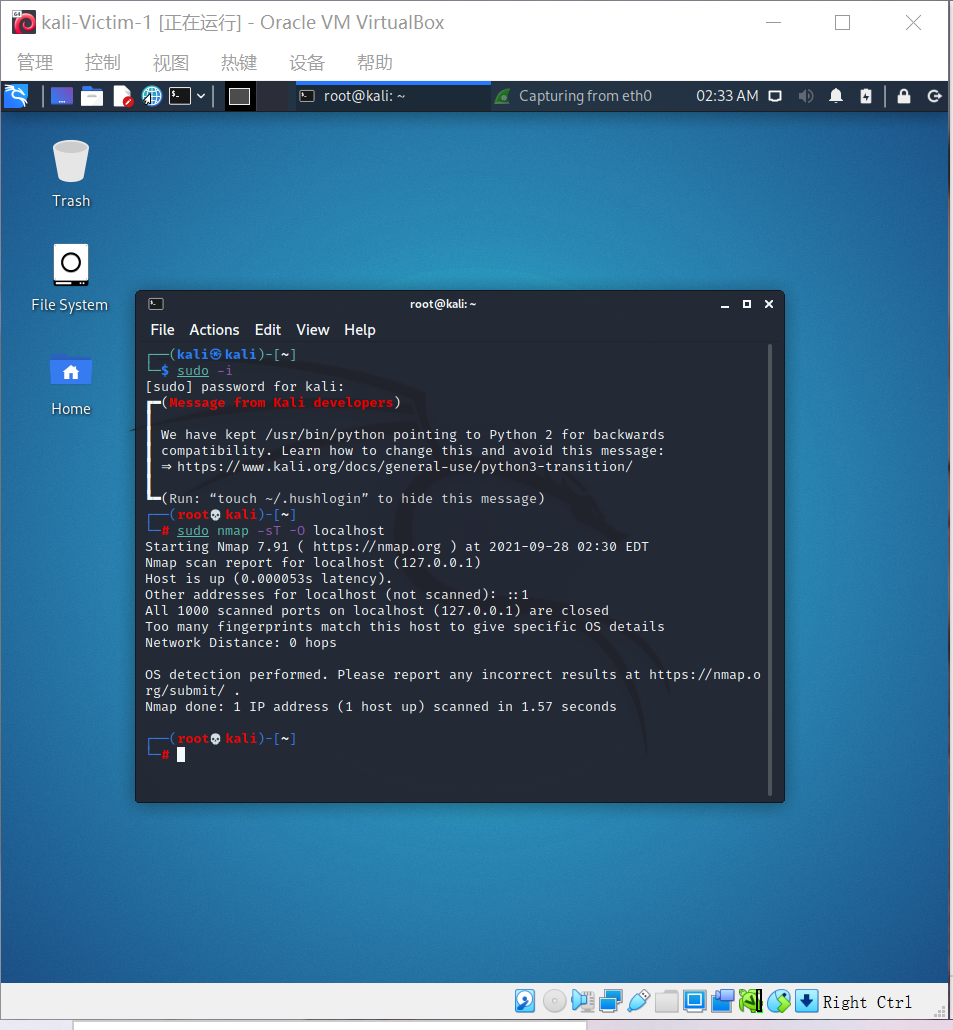 kali-Victim-1 [正在运行] - Oracle VM VirtualBox
管理 控制 视图 热键 设备 帮助
root@kali: ~ Capturing from eth0 02:33 AM
Trash
File System
Home
root@kali: ~
File Actions Edit View Help
┌──(kali㉿kali)-[~]
└─$ sudo -i
[sudo] password for kali:
┏━(Message from Kali developers)
┃
┃ We have kept /usr/bin/python pointing to Python 2 for backwards
┃ compatibility. Learn how to change this and avoid this message:
┃ ⇒ https://www.kali.org/docs/general-use/python3-transition/
┃
┗━(Run: “touch ~/.hushlogin” to hide this message)
┌──(root💀kali)-[~]
└─# sudo nmap -sT -O localhost
Starting Nmap 7.91 ( https://nmap.org ) at 2021-09-28 02:30 EDT
Nmap scan report for localhost (127.0.0.1)
Host is up (0.000053s latency).
Other addresses for localhost (not scanned): ::1
All 1000 scanned ports on localhost (127.0.0.1) are closed
Too many fingerprints match this host to give specific OS details
Network Distance: 0 hops
OS detection performed. Please report any incorrect results at https://nmap.o
rg/submit/ .
Nmap done: 1 IP address (1 host up) scanned in 1.57 seconds
┌──(root💀kali)-[~]
└─#
Right Ctrl